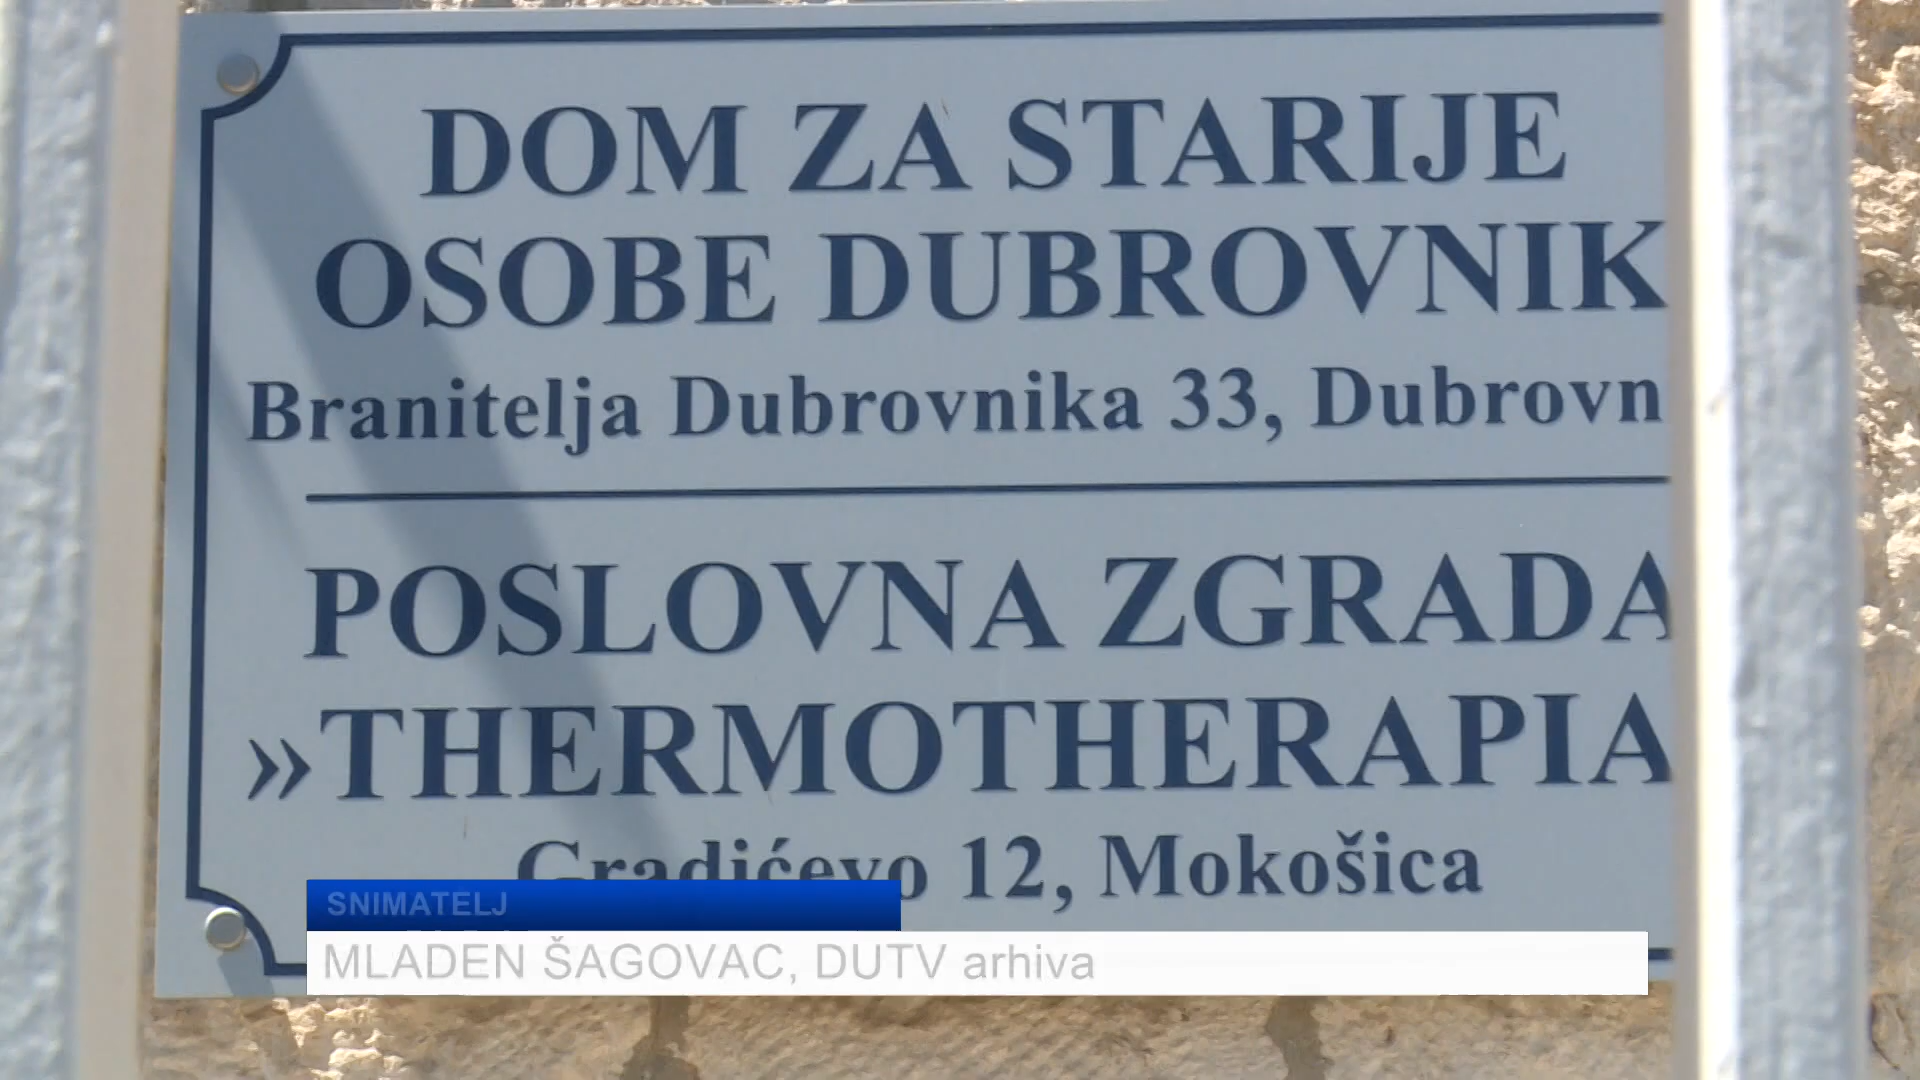 DOM ZA STARIJE
OSOBE DUBROVNIK
Branitelja Dubrovnika 33, Dubrovn
POSLOVNA ZGRADA
»THERMOTHERAPIA
Gradićevo 12, Mokošica
SNIMATELJ
MLADEN ŠAGOVAC, DUTV arhiva